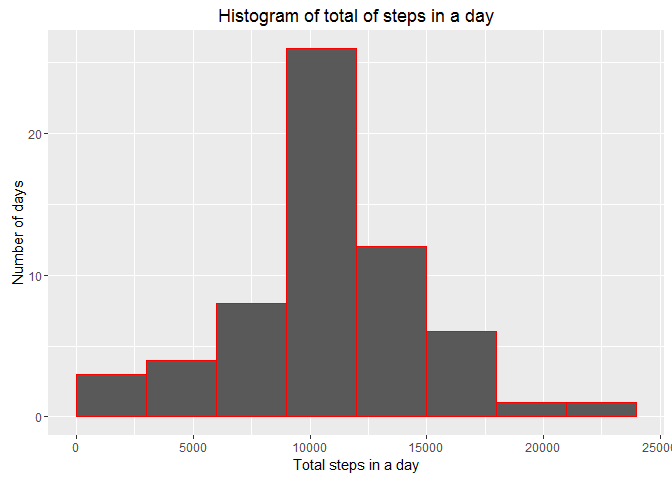 Histogram of total of steps in a day
Number of days
20
10
0
0 5000 10000 15000 20000 25000
Total steps in a day